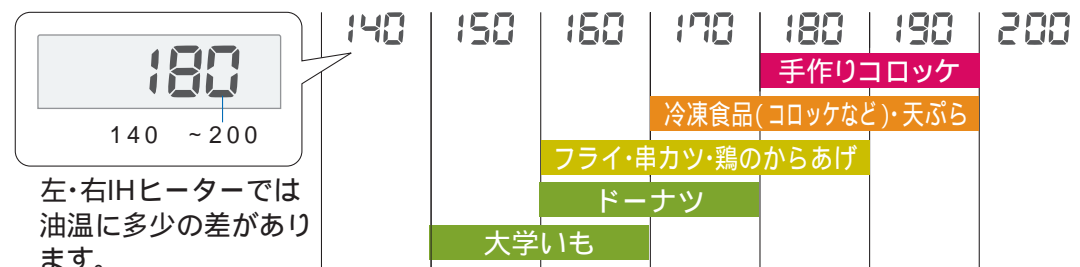 180
140 ~200
左・右IHヒーターでは
油温に多少の差があり
ます。
140 150 160 170 180 190 200
手作りコロッケ
冷凍食品(コロッケなど)・天ぷら
フライ・串カツ・鶏のからあげ
ドーナツ
大学いも